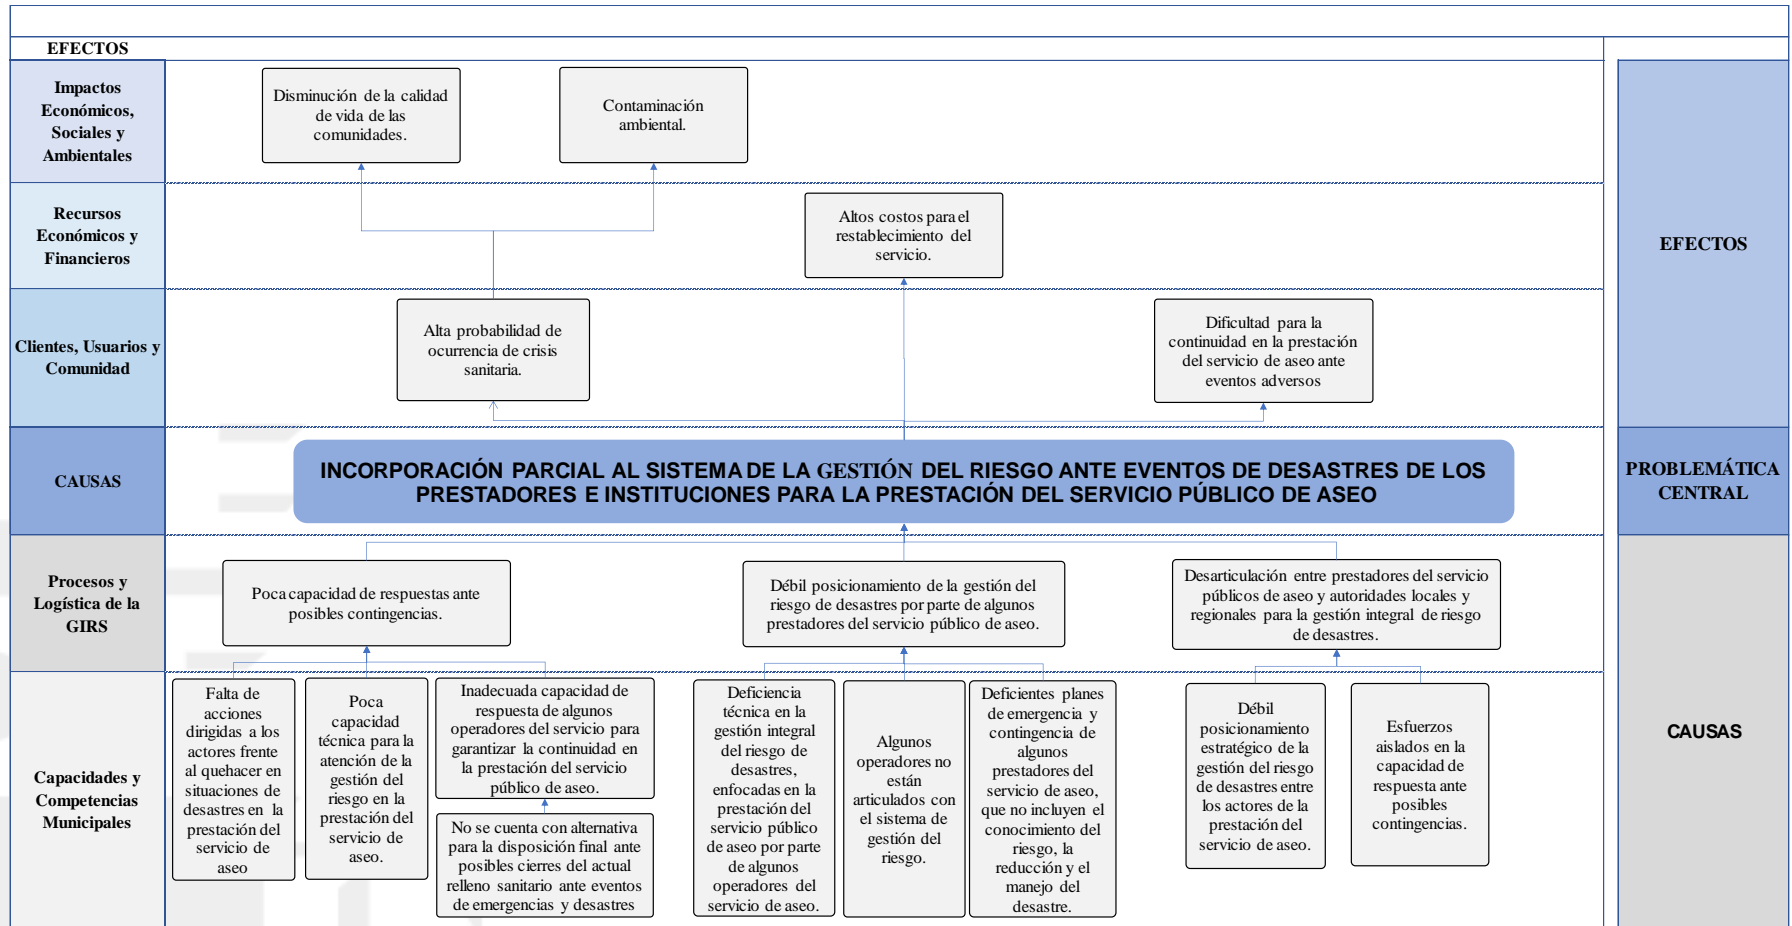 EFECTOS
Impactos
Económicos,
Sociales y
Ambientales
Disminución de la calidad
de vida de las
comunidades.
Contaminación
ambiental.
Recursos
Económicos y
Financieros
Altos costos para el
restablecimiento del
servicio.
EFECTOS
Clientes, Usuarios y
Comunidad
Alta probabilidad de
ocurrencia de crisis
sanitaria.
Dificultad para la
continuidad en la prestación
del servicio de aseo ante
eventos adversos
CAUSAS
INCORPORACIÓN PARCIAL AL SISTEMA DE LA GESTIÓN DEL RIESGO ANTE EVENTOS DE DESASTRES DE LOS
PRESTADORES E INSTITUCIONES PARA LA PRESTACIÓN DEL SERVICIO PÚBLICO DE ASEO
PROBLEMÁTICA
CENTRAL
Procesos y
Logística de la
GIRS
Poca capacidad de respuestas ante
posibles contingencias.
Débil posicionamiento de la gestión del
riesgo de desastres por parte de algunos
prestadores del servicio público de aseo.
Desarticulación entre prestadores del servicio
públicos de aseo y autoridades locales y
regionales para la gestión integral de riesgo
de desastres.
Capacidades y
Competencias
Municipales
Falta de
acciones
dirigidas a los
actores frente
al quehacer en
situaciones de
desastres en la
prestación del
servicio de
aseo
Poca
capacidad
técnica para la
atención de la
gestión del
riesgo en la
prestación del
servicio de
aseo.
Inadecuada capacidad de
respuesta de algunos
operadores del servicio para
garantizar la continuidad en
la prestación del servicio
público de aseo.
No se cuenta con alternativa
para la disposición final ante
posibles cierres del actual
relleno sanitario ante eventos
de emergencias y desastres
Deficiencia
técnica en la
gestión integral
del riesgo de
desastres,
enfocadas en la
prestación del
servicio público
de aseo por parte
de algunos
operadores del
servicio de aseo.
Algunos
operadores no
están
articulados con
el sistema de
gestión del
riesgo.
Deficientes planes
de emergencia y
contingencia de
algunos
prestadores del
servicio de aseo,
que no incluyen el
conocimiento del
riesgo, la
reducción y el
manejo del
desastre.
Débil
posicionamiento
estratégico de la
gestión del riesgo
de desastres entre
los actores de la
prestación del
servicio de aseo.
Esfuerzos
aislados en la
capacidad de
respuesta ante
posibles
contingencias.
CAUSAS